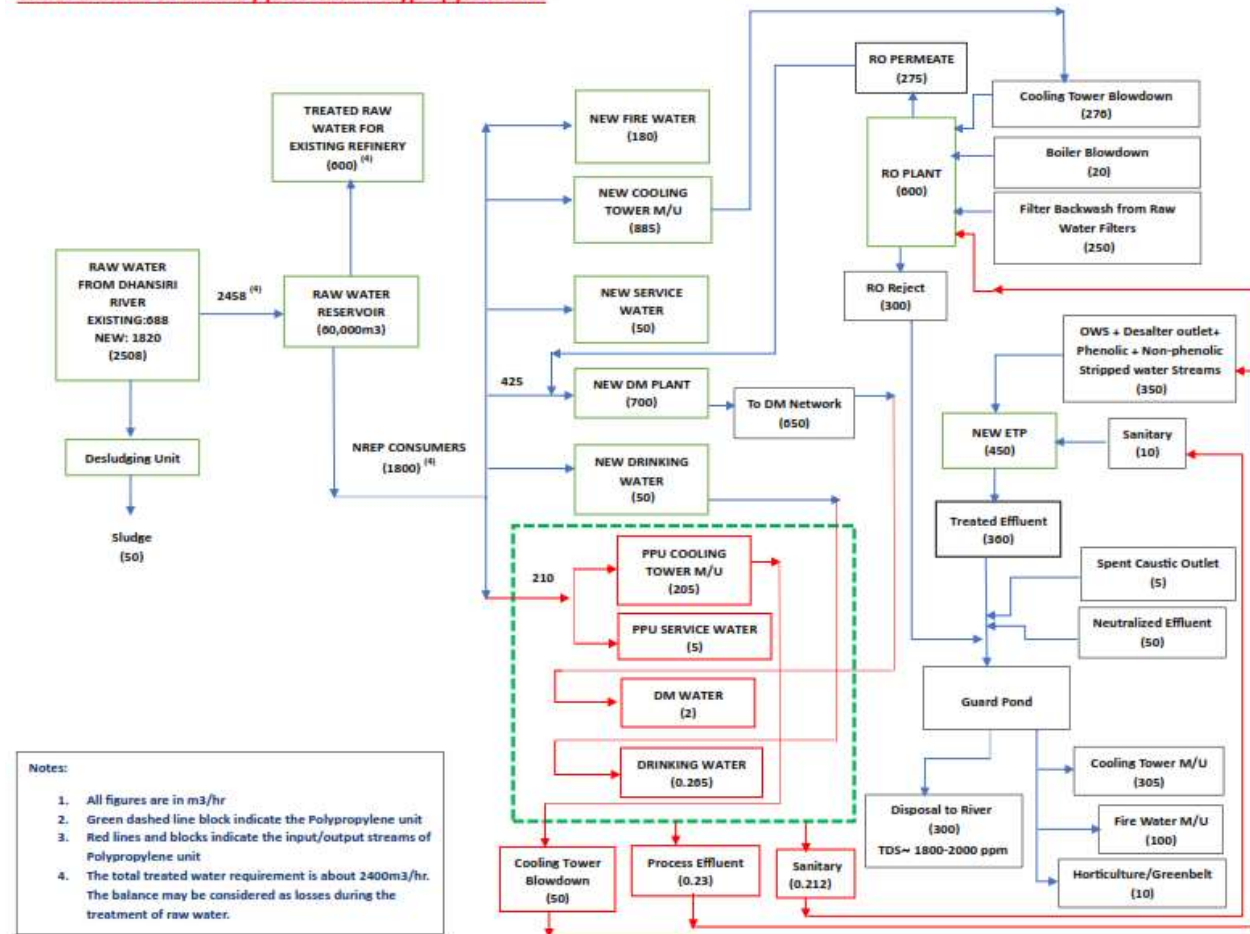 RO PERMEATE
(275)
Cooling Tower Blowdown
(276)
TREATED RAW
WATER FOR
EXISTING REFINERY
(600) (4)
NEW FIRE WATER
(180)
RO PLANT
(600)
Boiler Blowdown
(20)
NEW COOLING
TOWER M/U
(885)
Filter Backwash from Raw
Water Filters
(250)
RAW WATER
FROM DHANSIRI
RIVER
EXISTING:688
NEW: 1820
(2508)
2458 (4)
RAW WATER
RESERVOIR
(60,000m3)
NEW SERVICE
WATER
(50)
RO Reject
(300)
OWS + Desalter outlet+
Phenolic + Non-phenolic
Stripped water Streams
(350)
425
NEW DM PLANT
(700)
To DM Network
(650)
NEW ETP
(450)
Sanitary
(10)
Desludging Unit
NREP CONSUMERS
(1800) (4)
NEW DRINKING
WATER
(50)
Sludge
(50)
Treated Effluent
(360)
210
PPU COOLING
TOWER M/U
(205)
Spent Caustic Outlet
(5)
PPU SERVICE WATER
(5)
Neutralized Effluent
(50)
DM WATER
(2)
Guard Pond
DRINKING WATER
(0.265)
Cooling Tower M/U
(305)
Disposal to River
(300)
TDS~ 1800-2000 ppm
Fire Water M/U
(100)
Horticulture/Greenbelt
(10)
Cooling Tower
Blowdown
(50)
Process Effluent
(0.23)
Sanitary
(0.212)
Notes:
1. All figures are in m3/hr
2. Green dashed line block indicate the Polypropylene unit
3. Red lines and blocks indicate the input/output streams of
Polypropylene unit
4. The total treated water requirement is about 2400m3/hr.
The balance may be considered as losses during the
treatment of raw water.